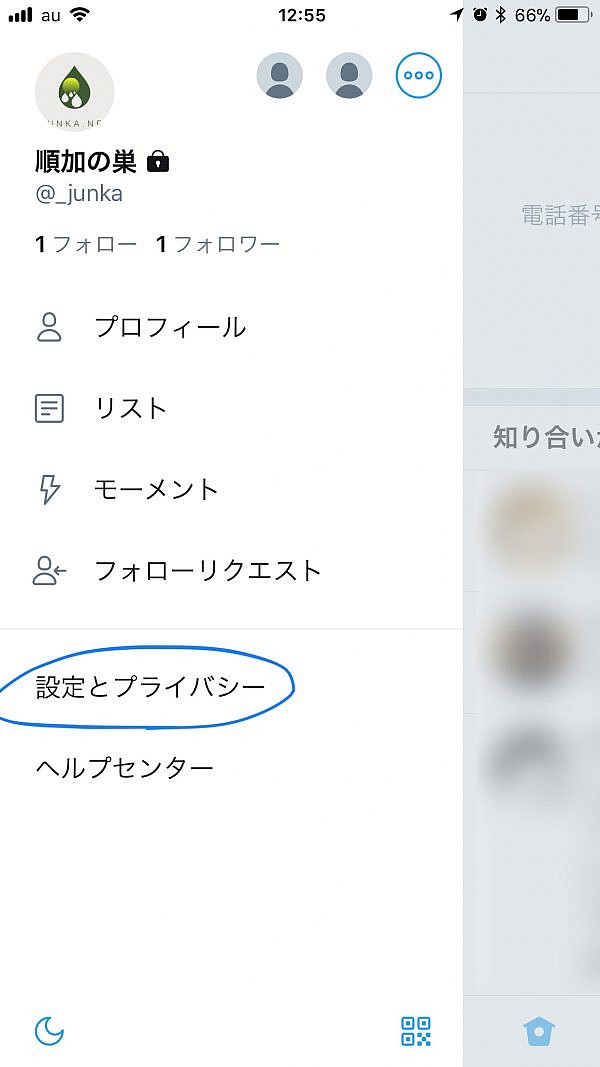 au 12:55 66%
JUNKA.NE
順加の巣
@_junka
1 フォロー 1 フォロワー
電話番号
プロフィール
リスト
知り合い
モーメント
フォローリクエスト
設定とプライバシー
ヘルプセンター